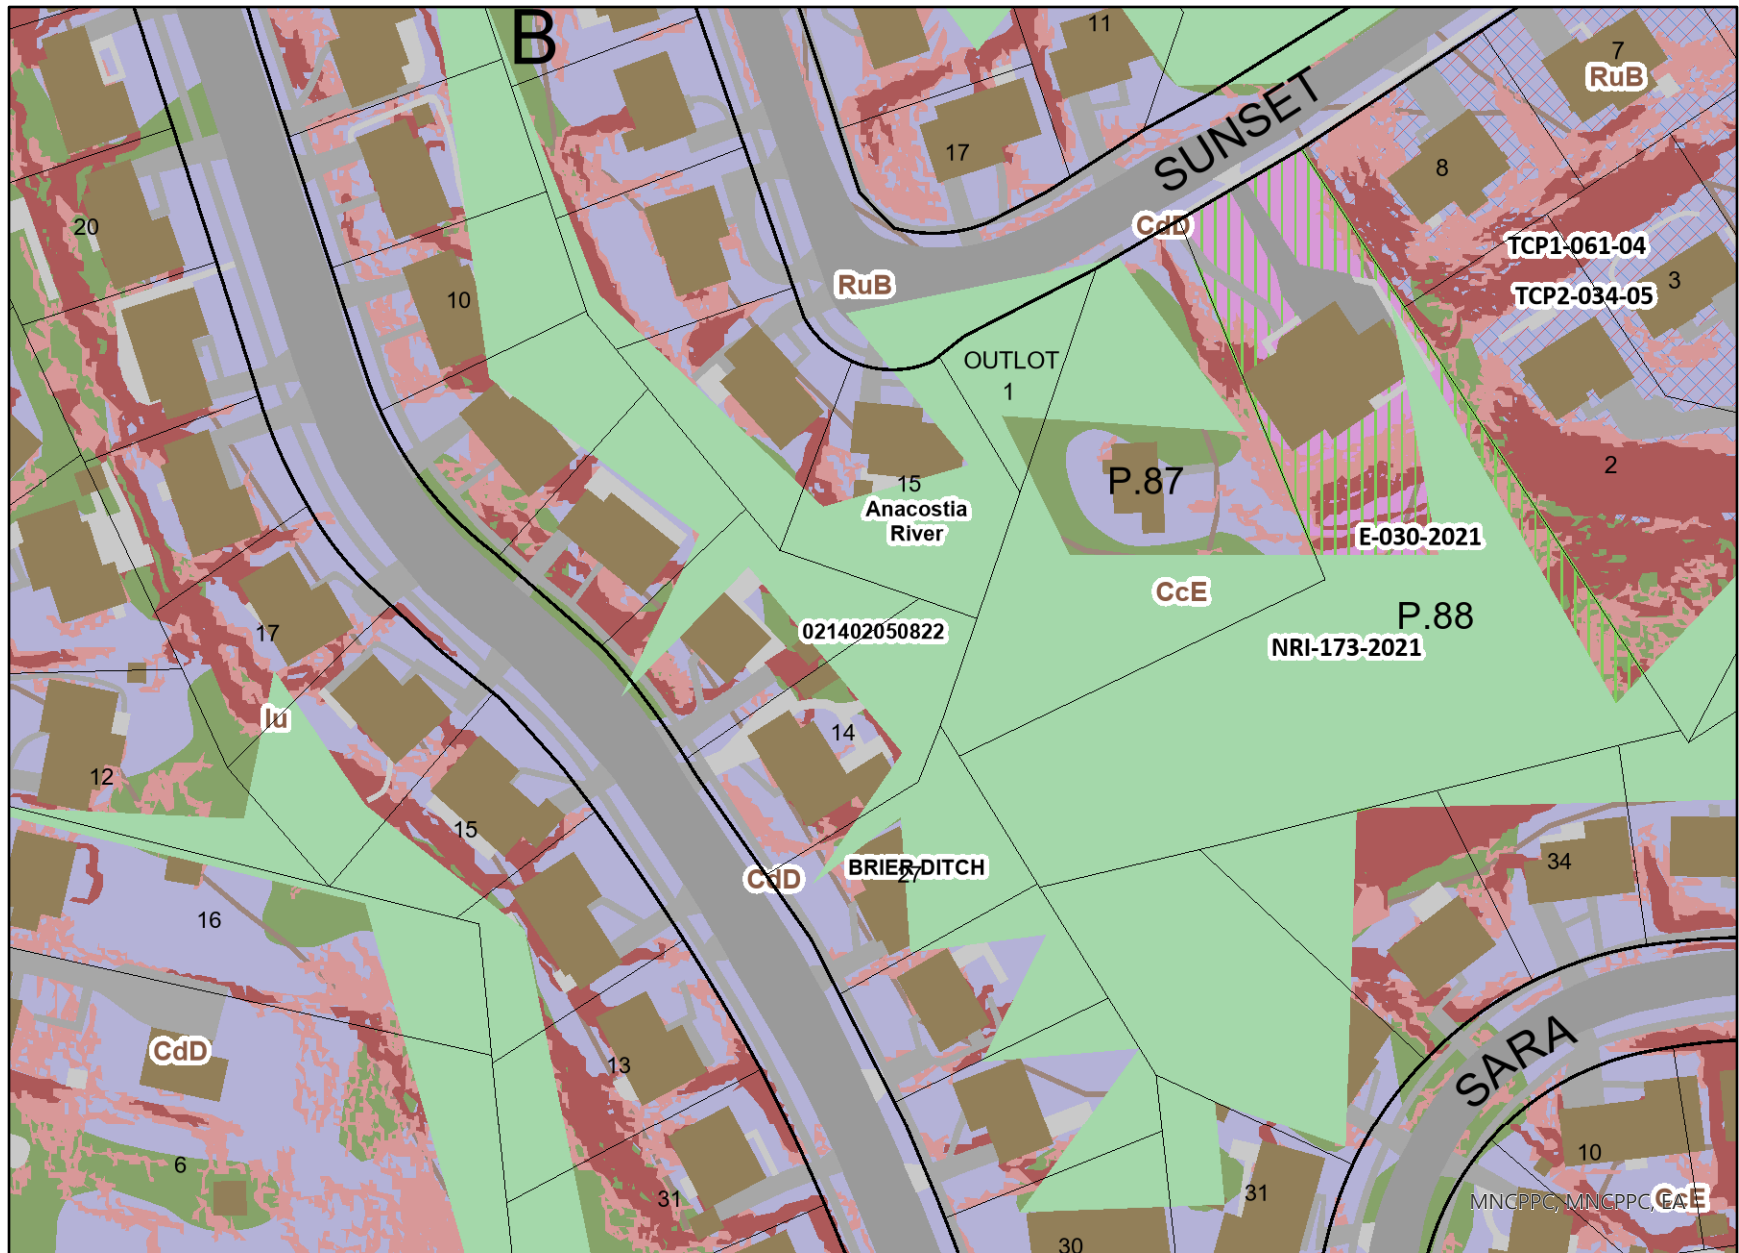 B
11
7
RuB
SUNSET
17
8
20
CdD
TCP1-061-04
RuB
3
TCP2-034-05
10
OUTLOT
1
2
15
P.87
Anacostia
River
E-030-2021
CcE
P.88
17
021402050822
NRI-173-2021
Iu
14
12
15
34
BRIER DITCH
27
CdD
16
CdD
13
SARA
10
6
31
31
MNCPPC, MNCPPC, EA
CcE
30